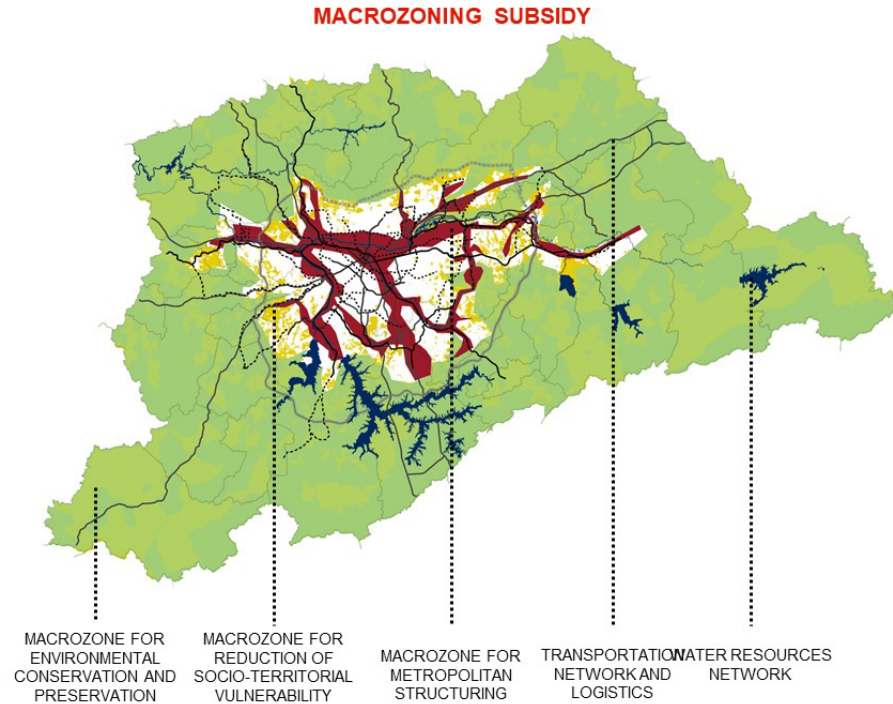 MACROZONING SUBSIDY
MACROZONE FOR
ENVIRONMENTAL
CONSERVATION AND
PRESERVATION
MACROZONE FOR
REDUCTION OF
SOCIO-TERRITORIAL
VULNERABILITY
MACROZONE FOR
METROPOLITAN
STRUCTURING
TRANSPORTATION
NETWORK AND
LOGISTICS
WATER RESOURCES
NETWORK